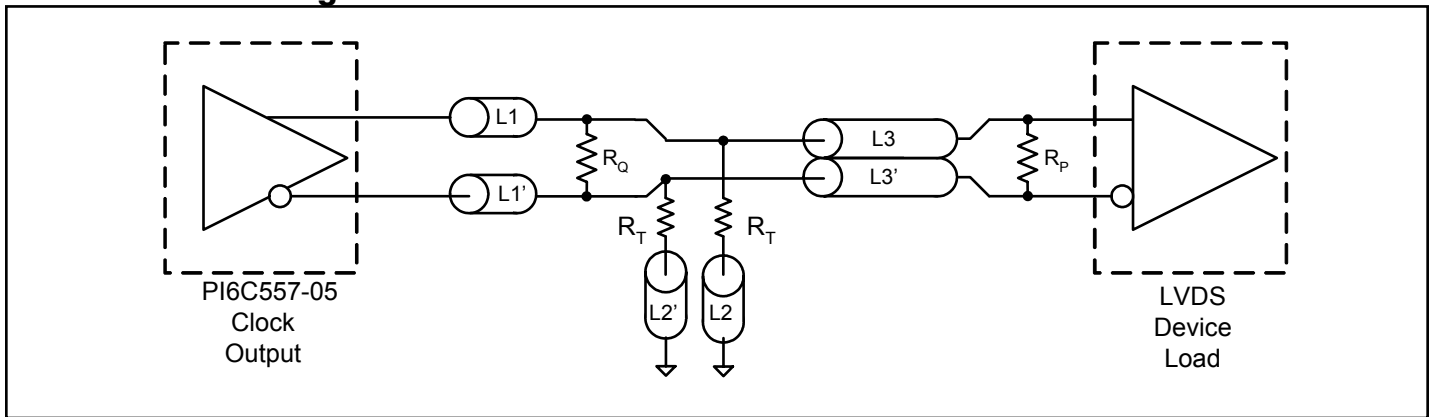 L1
L1'
R_Q
R_T
R_T
L2'
L2
L3
L3'
R_P
PI6C557-05
Clock
Output
LVDS
Device
Load